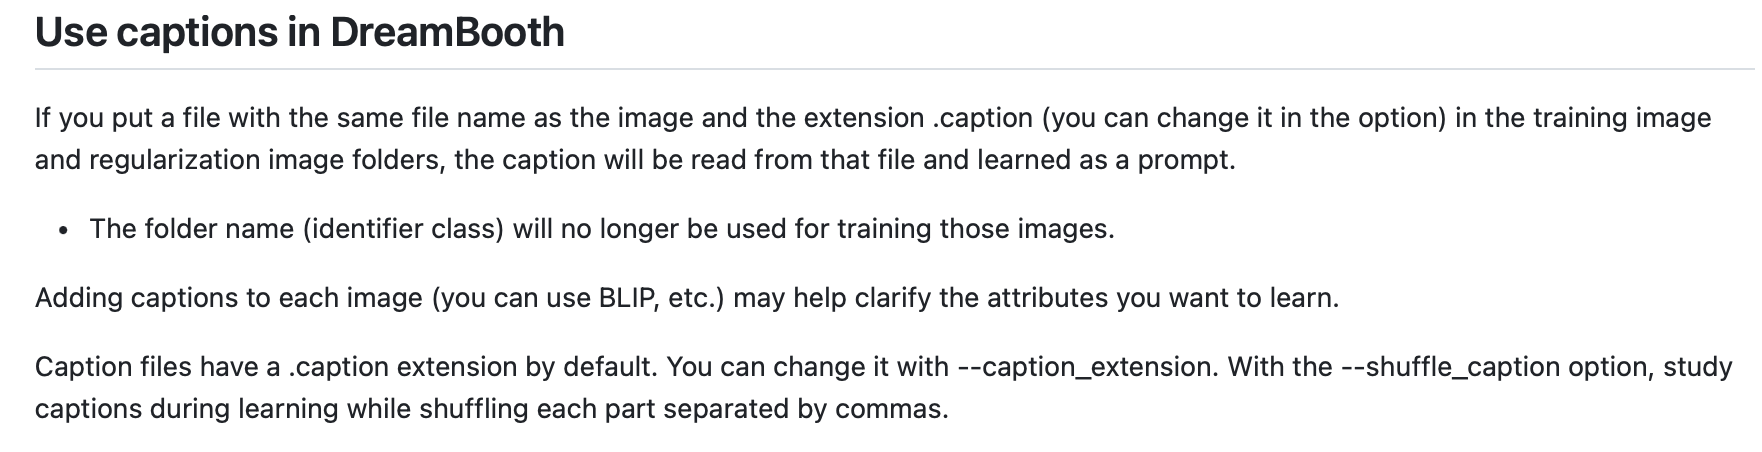 Use captions in DreamBooth
If you put a file with the same file name as the image and the extension .caption (you can change it in the option) in the training image
and regularization image folders, the caption will be read from that file and learned as a prompt.
• The folder name (identifier class) will no longer be used for training those images.
Adding captions to each image (you can use BLIP, etc.) may help clarify the attributes you want to learn.
Caption files have a .caption extension by default. You can change it with --caption_extension. With the --shuffle_caption option, study
captions during learning while shuffling each part separated by commas.